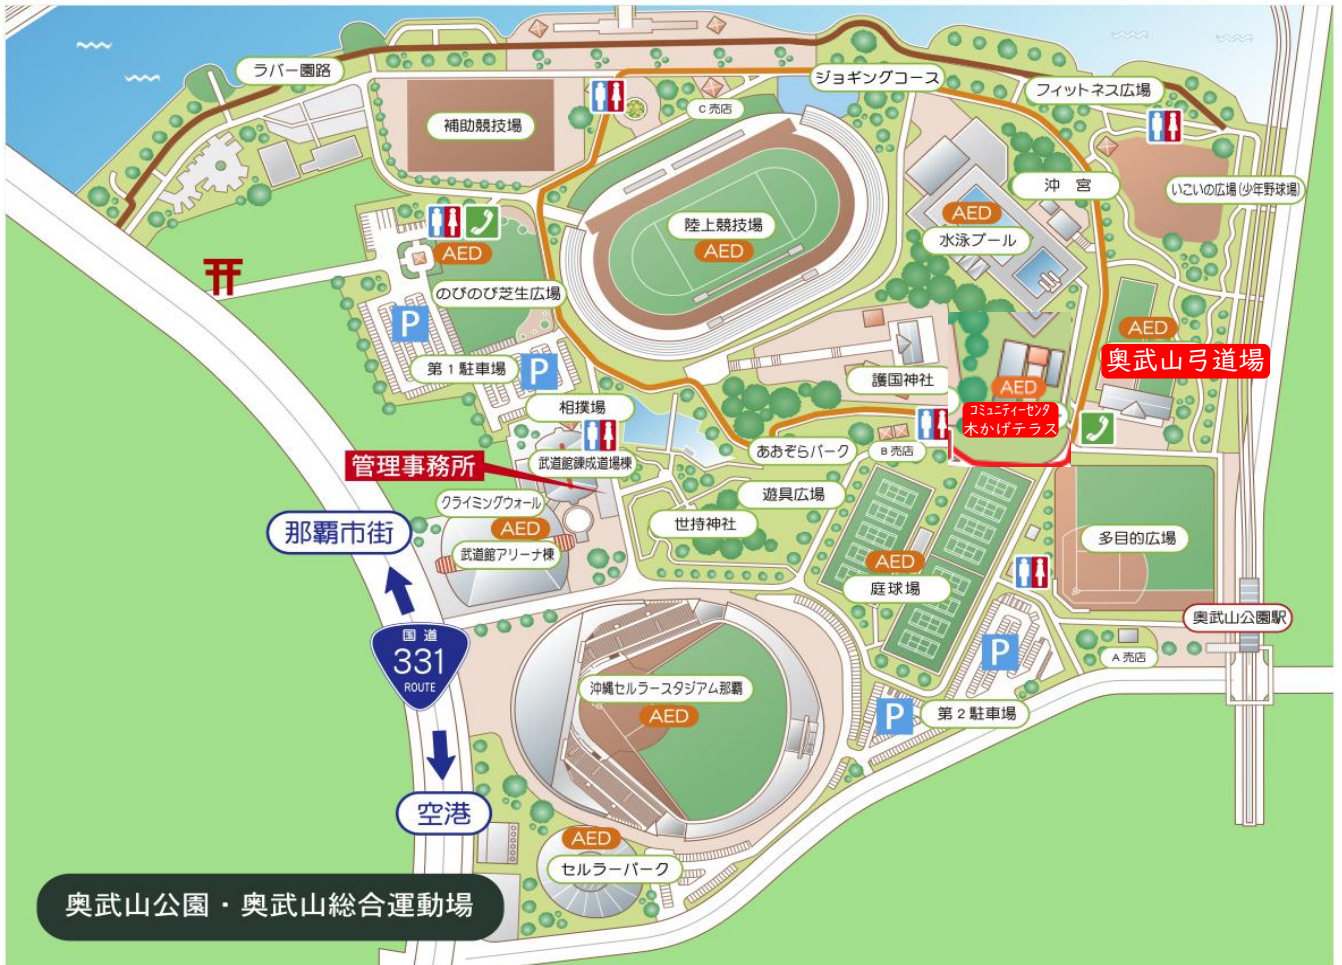 ラバー園路
ジョギングコース
フィットネス広場
C売店
補助競技場
沖 宮
いこいの広場(少年野球場)
AED
水泳プール
陸上競技場
AED
AED
のびのび芝生広場
P
AED
奥武山弓道場
第1駐車場
P
護国神社
AED
コミュニティーセンタ
木かげテラス
相撲場
あおぞらパーク
B売店
管理事務所
武道館錬成道場棟
遊具広場
クライミングウォール
世持神社
AED
武道館アリーナ棟
那覇市街
多目的広場
AED
庭球場
奥武山公園駅
国道
331
ROUTE
P
A売店
沖縄セルラースタジアム那覇
AED
P
第2駐車場
空港
AED
セルラーパーク
奥武山公園・奥武山総合運動場